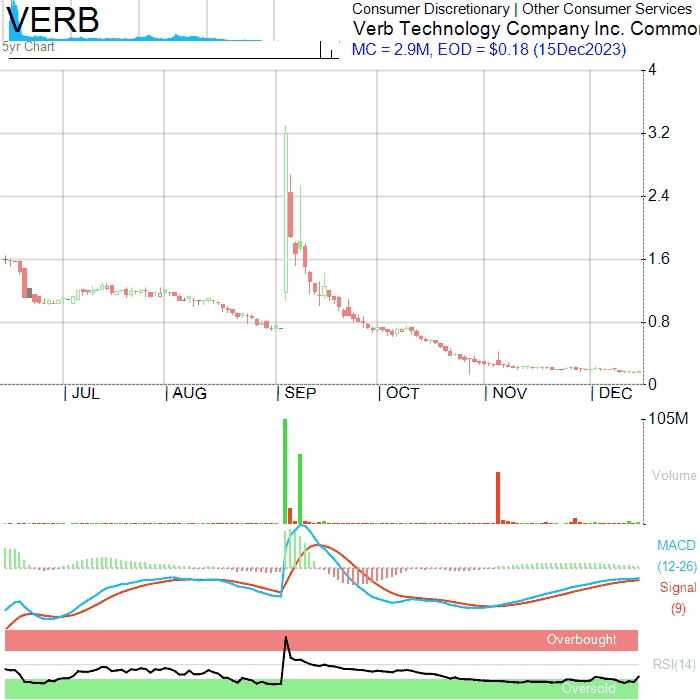 VERB
Consumer Discretionary | Other Consumer Services
Verb Technology Company Inc. Common
5yr Chart
MC = 2.9M, EOD = $0.18 (15Dec2023)
4
3.2
2.4
1.6
0.8
0
JUL AUG SEP OCT NOV DEC
105M
Volume
MACD
(12-26)
Signal
(9)
Overbought
RSI(14)
Oversold